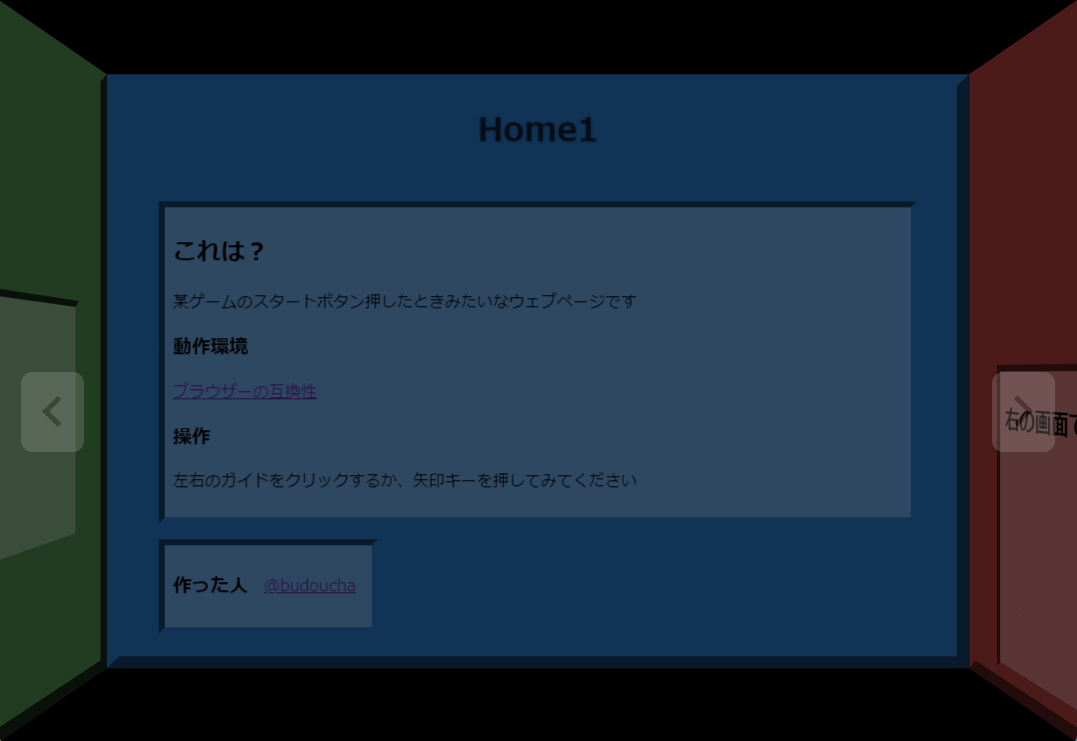 Home1
これは？
某ゲームのスタートボタン押したときみたいなウェブページです
動作環境
ブラウザーの互換性
操作
左右のガイドをクリックするか、矢印キーを押してみてください
作った人 @budoucha
右の画面で